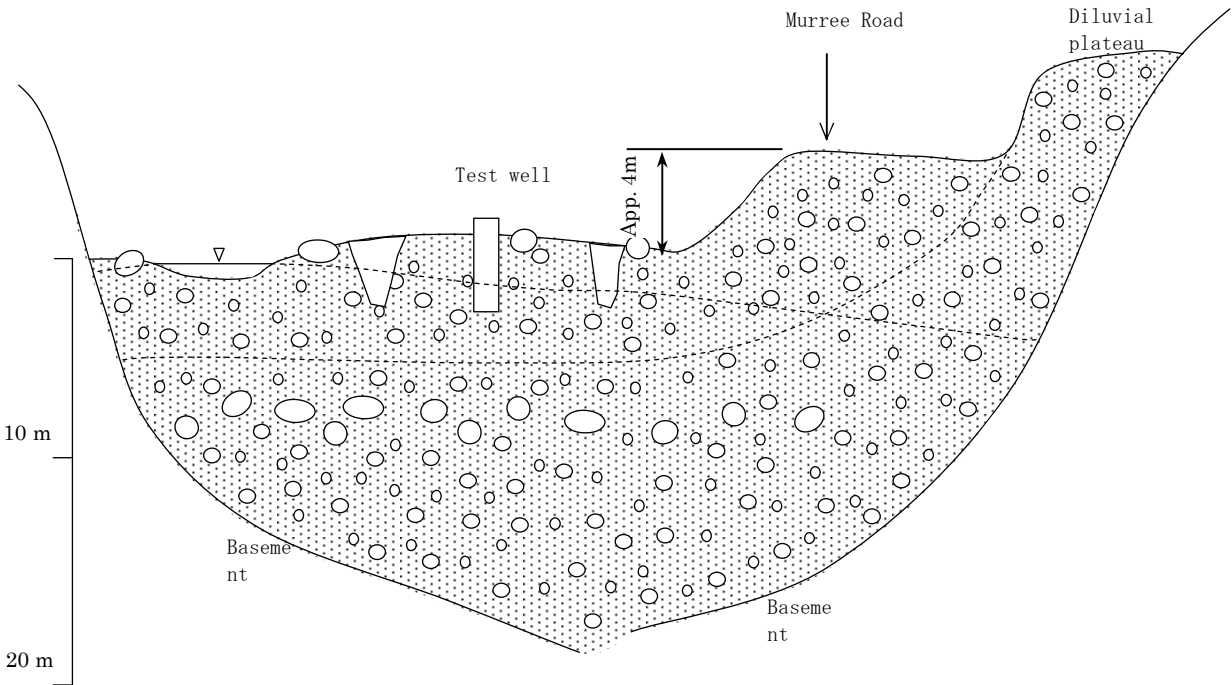 Murree Road
Diluvial
plateau
Test well
App. 4m
10 m
Baseme
nt
Baseme
nt
20 m